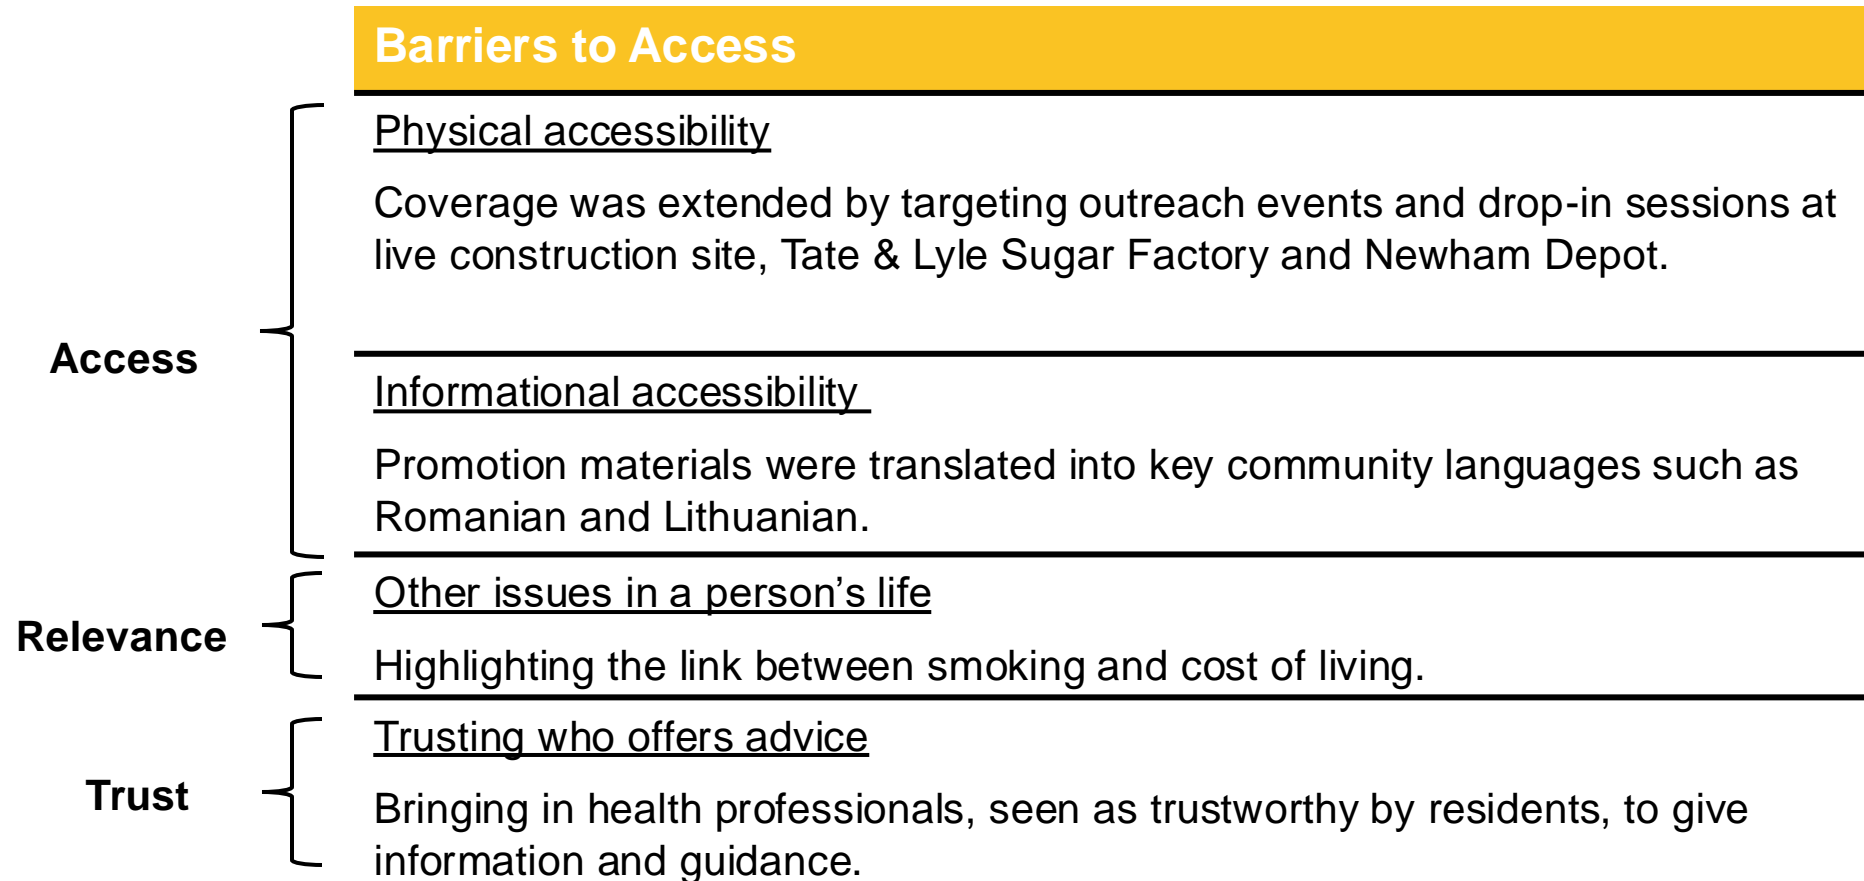 Barriers to Access
Access
Physical accessibility
Coverage was extended by targeting outreach events and drop-in sessions at
live construction site, Tate & Lyle Sugar Factory and Newham Depot.
Informational accessibility
Promotion materials were translated into key community languages such as
Romanian and Lithuanian.
Relevance
Other issues in a person’s life
Highlighting the link between smoking and cost of living.
Trust
Trusting who offers advice
Bringing in health professionals, seen as trustworthy by residents, to give
information and guidance.